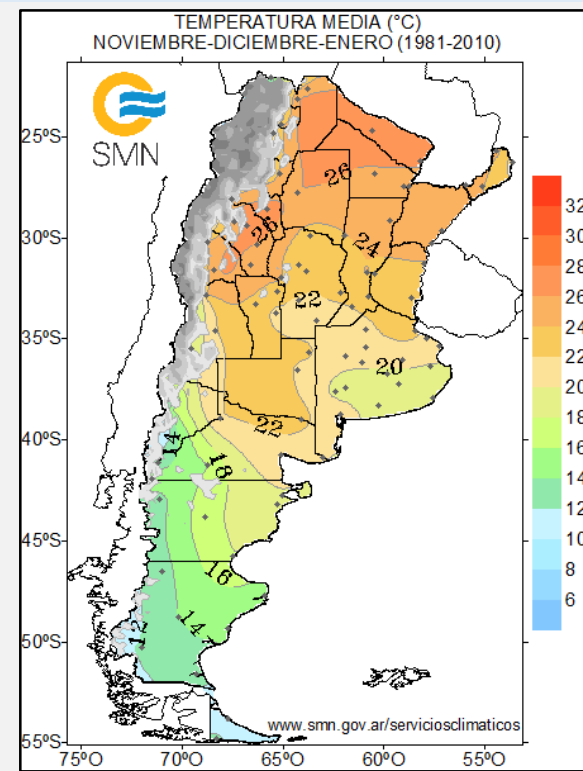 TEMPERATURA MEDIA (°C)
NOVIEMBRE-DICIEMBRE-ENERO (1981-2010)
SMN
25°S
30°S
35°S
40°S
45°S
50°S
55°S
26
26
24
22
20
22
14
18
16
14
12
32
30
28
26
24
22
20
18
16
14
12
10
8
6
www.smn.gov.ar/serviciosclimaticos
75°O
70°O
65°O
60°O
55°O